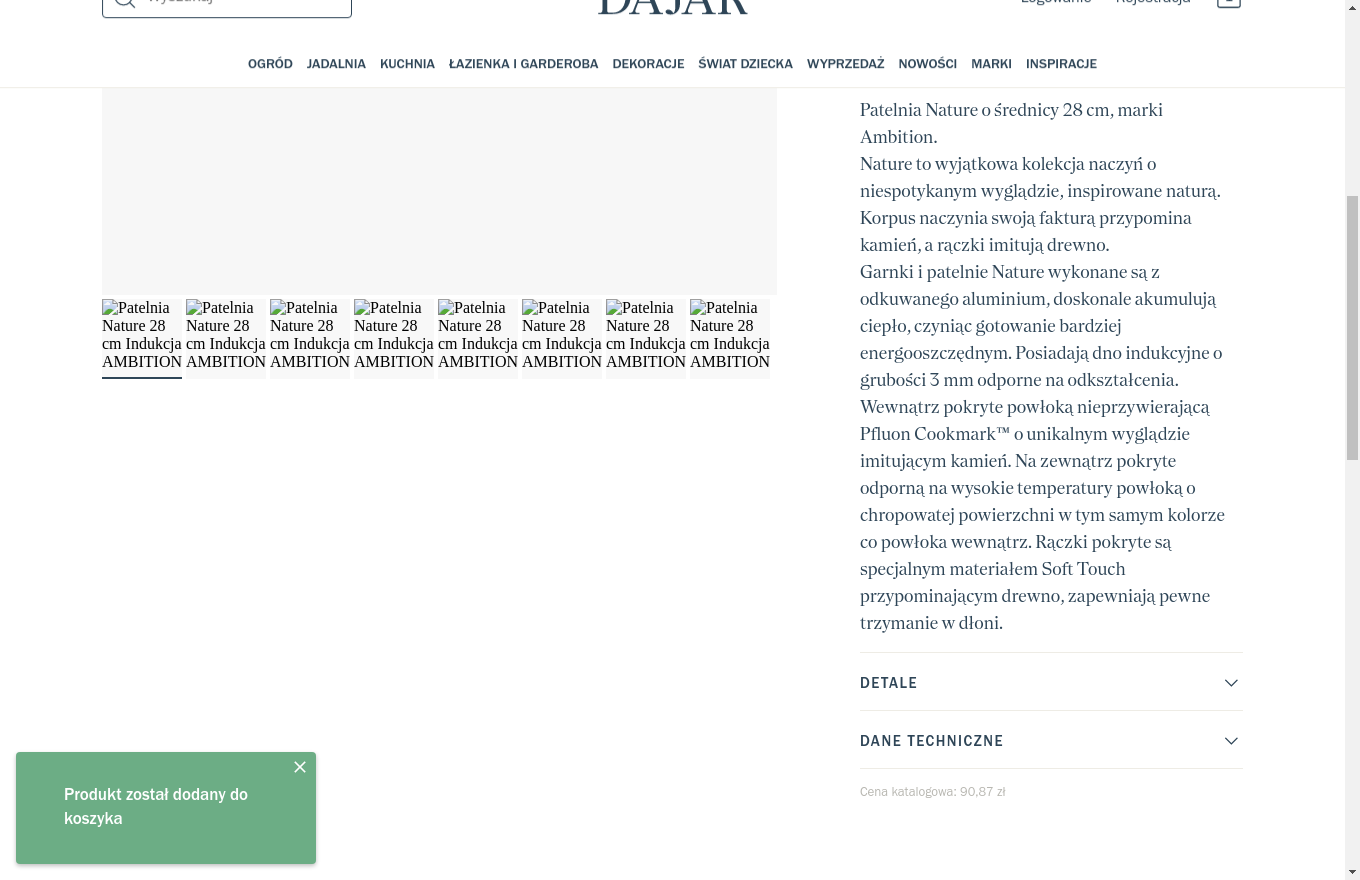 DAJAR
OGRÓD JADALNIA KUCHNIA ŁAZIENKA I GARDEROBA DEKORACJE ŚWIAT DZIECKA WYPRZEDAŻ NOWOŚCI MARKI INSPIRACJE
Patelnia Nature 28 cm Indukcja AMBITION
Patelnia Nature 28 cm Indukcja AMBITION
Patelnia Nature 28 cm Indukcja AMBITION
Patelnia Nature 28 cm Indukcja AMBITION
Patelnia Nature 28 cm Indukcja AMBITION
Patelnia Nature 28 cm Indukcja AMBITION
Patelnia Nature 28 cm Indukcja AMBITION
Patelnia Nature 28 cm Indukcja AMBITION
Patelnia Nature o średnicy 28 cm, marki
Ambition.
Nature to wyjątkowa kolekcja naczyń o
niespotykanym wyglądzie, inspirowane naturą.
Korpus naczynia swoją fakturą przypomina
kamień, a rączki imitują drewno.
Garnki i patelnie Nature wykonane są z
odkuwanego aluminium, doskonale akumulują
ciepło, czyniąc gotowanie bardziej
energooszczędnym. Posiadają dno indukcyjne o
grubości 3 mm odporne na odkształcenia.
Wewnątrz pokryte powłoką nieprzywierającą
Pfluon Cookmark™ o unikalnym wyglądzie
imitującym kamień. Na zewnątrz pokryte
odporną na wysokie temperatury powłoką o
chropowatej powierzchni w tym samym kolorze
co powłoka wewnątrz. Rączki pokryte są
specjalnym materiałem Soft Touch
przypominającym drewno, zapewniają pewne
trzymanie w dłoni.
DETALE
DANE TECHNICZNE
Cena katalogowa: 90,87 zł
Produkt został dodany do
koszyka